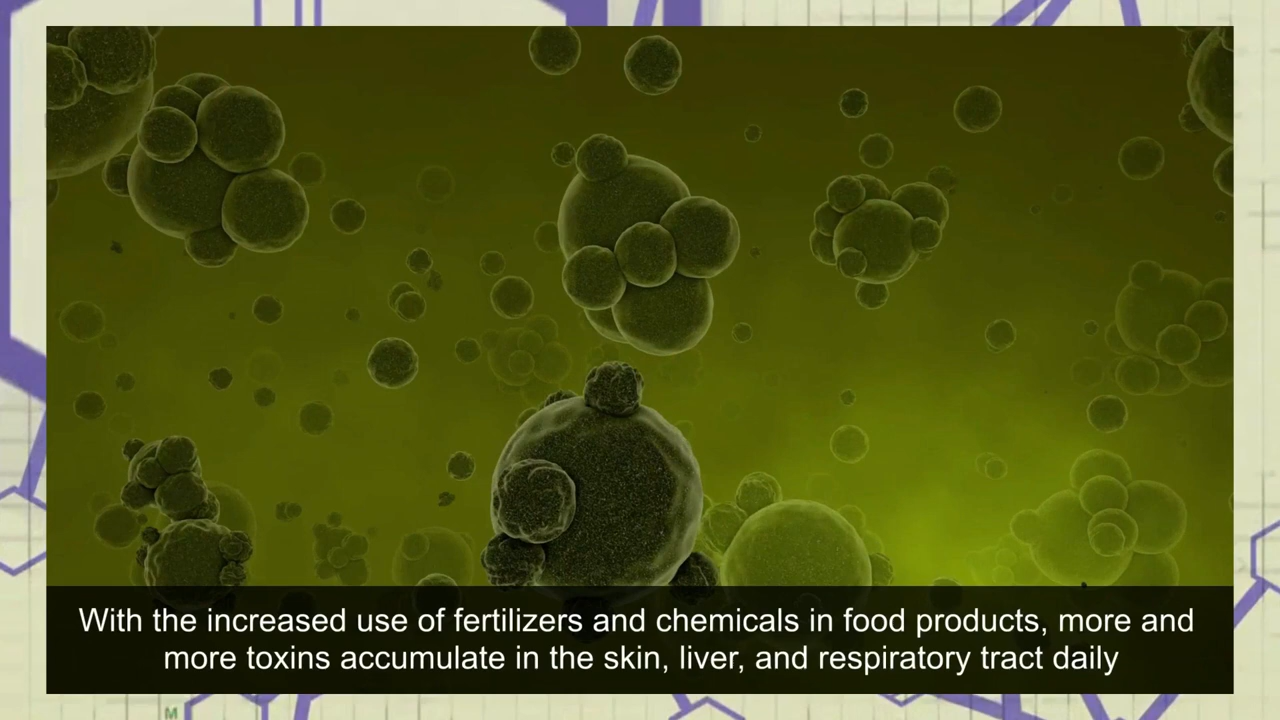 With the increased use of fertilizers and chemicals in food products, more and
more toxins accumulate in the skin, liver, and respiratory tract daily
M